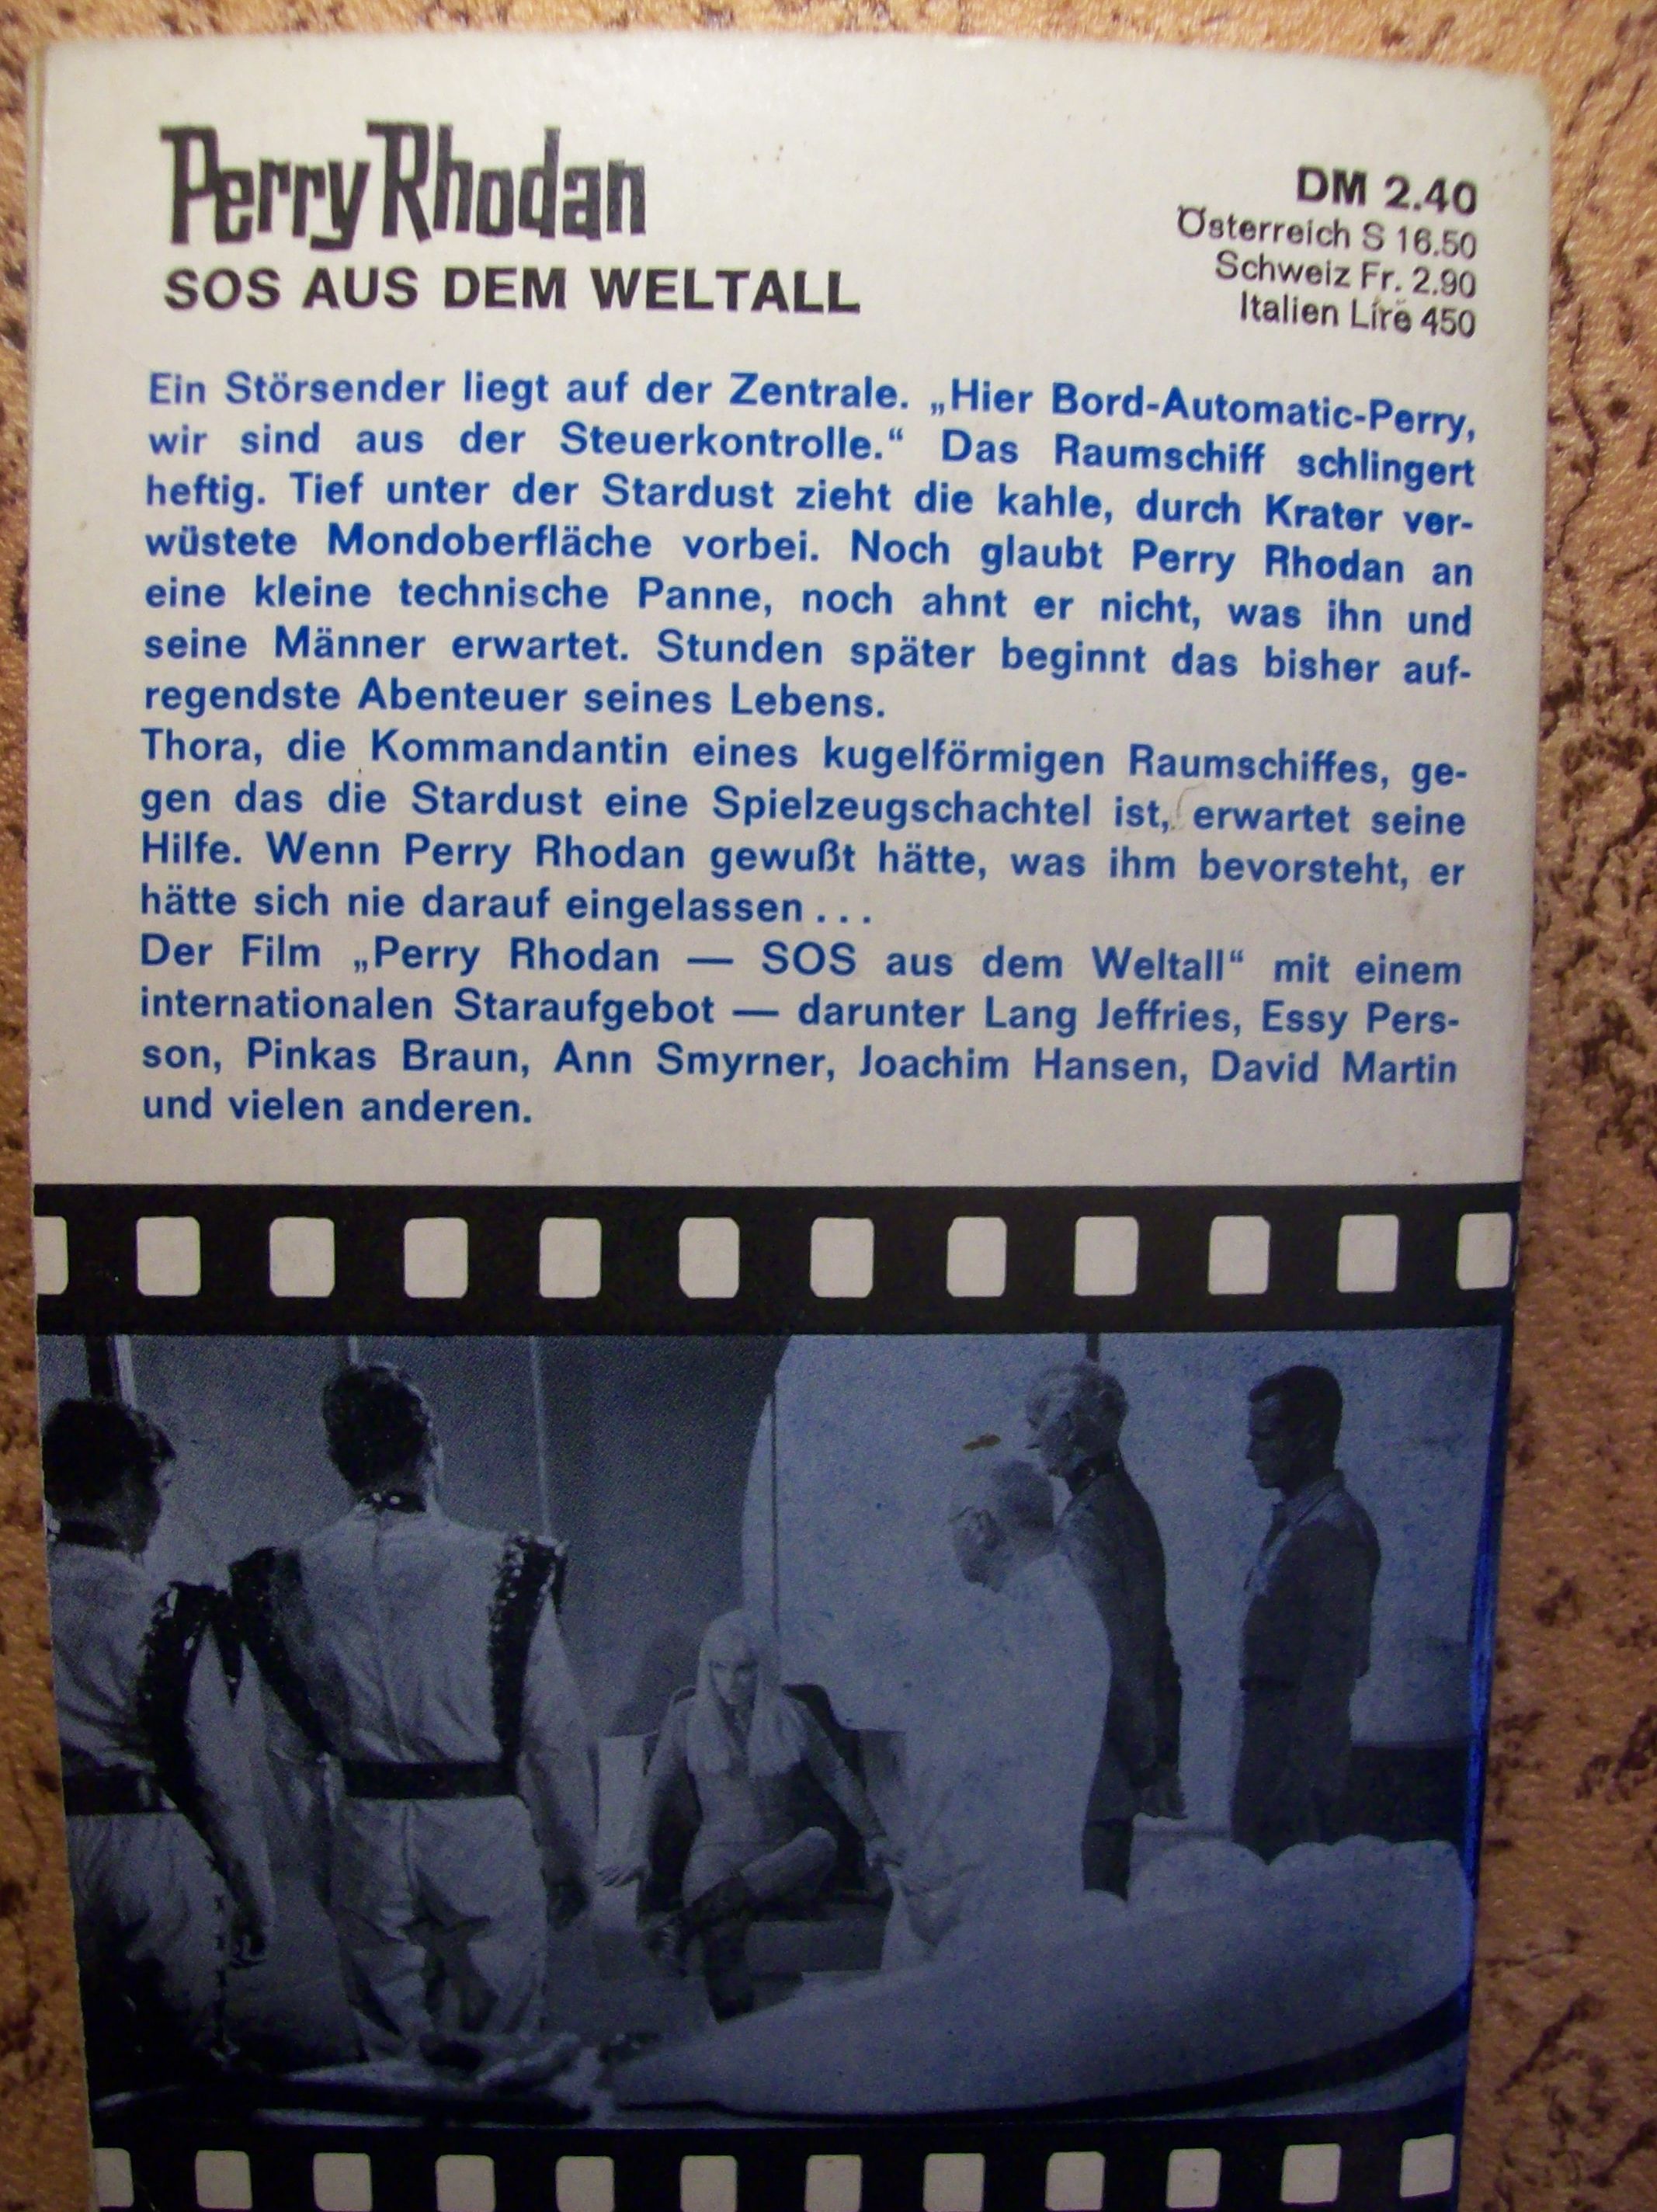 Perry Rhodan
SOS AUS DEM WELTALL
DM 2.40
Österreich S 16.50
Schweiz Fr. 2.90
Italien Lire 450
Ein Störsender liegt auf der Zentrale. „Hier Bord-Automatic-Perry,
wir sind aus der Steuerkontrolle.“ Das Raumschiff schlingert
heftig. Tief unter der Stardust zieht die kahle, durch Krater ver-
wüstete Mondoberfläche vorbei. Noch glaubt Perry Rhodan an
eine kleine technische Panne, noch ahnt er nicht, was ihn und
seine Männer erwartet. Stunden später beginnt das bisher auf-
regendste Abenteuer seines Lebens.
Thora, die Kommandantin eines kugelförmigen Raumschiffes, ge-
gen das die Stardust eine Spielzeugschachtel ist, erwartet seine
Hilfe. Wenn Perry Rhodan gewußt hätte, was ihm bevorsteht, er
hätte sich nie darauf eingelassen . . .
Der Film „Perry Rhodan — SOS aus dem Weltall“ mit einem
internationalen Staraufgebot — darunter Lang Jeffries, Essy Pers-
son, Pinkas Braun, Ann Smyrner, Joachim Hansen, David Martin
und vielen anderen.